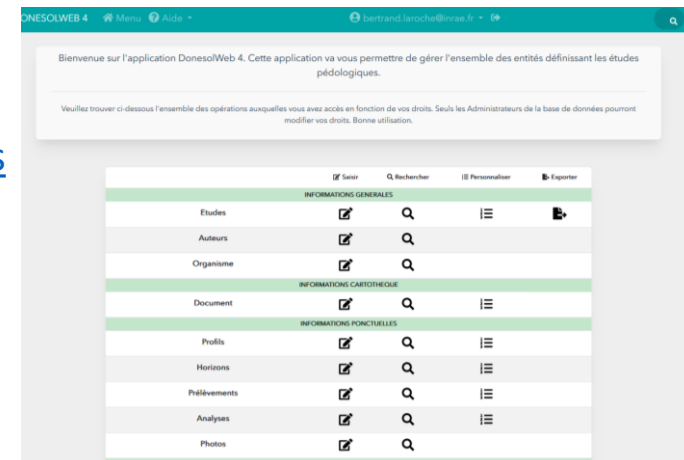 ONESOLWEB 4 Menu Aide bertrand.laroche@inrae.fr
Bienvenue sur l'application DonesolWeb 4. Cette application va vous permettre de gérer l'ensemble des entités définissant les études
pédologiques.
Veuillez trouver ci-dessous l'ensemble des opérations auxquelles vous avez accès en fonction de vos droits. Seuls les Administrateurs de la base de données pourront
modifier vos droits. Bonne utilisation.
s
Saisir Rechercher Personnaliser Exporter
INFORMATIONS GENERALES
Etudes
Auteurs
Organisme
INFORMATIONS CARTOTHEQUE
Document
INFORMATIONS PONCTUELLES
Profils
Horizons
Prélèvements
Analyses
Photos